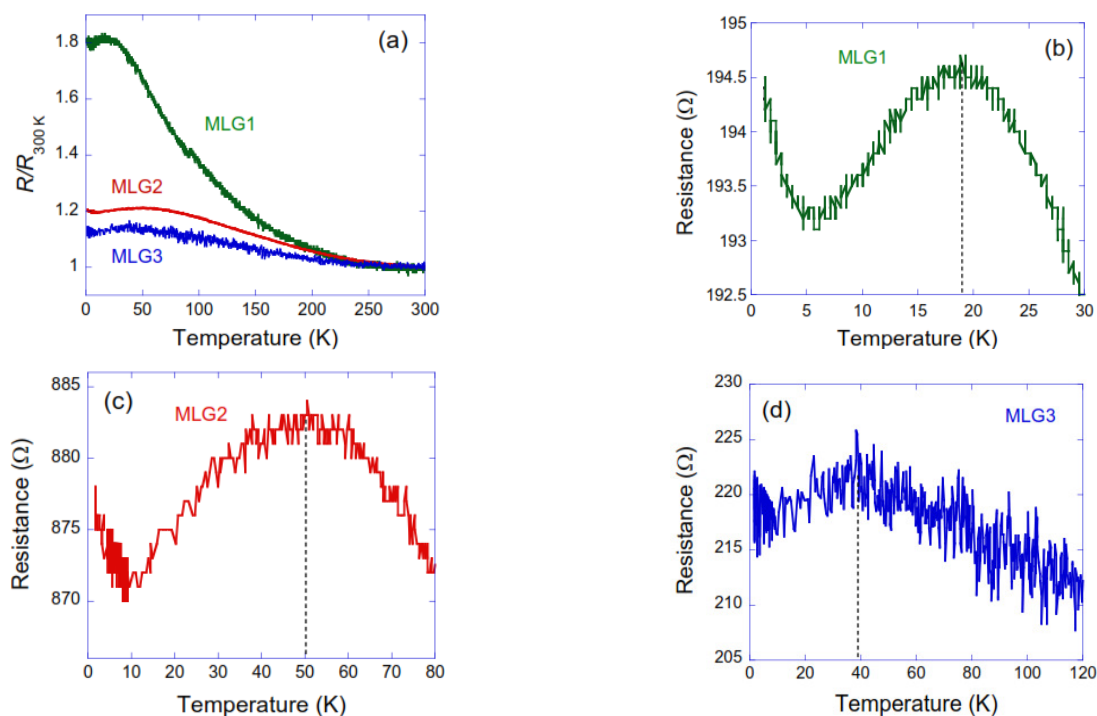 (a)
1.8
1.6
1.4
1.2
1
R/R300 K
MLG1
MLG2
MLG3
0 50 100 150 200 250 300
Temperature (K)
(b)
MLG1
195
194.5
194
193.5
193
192.5
Resistance (Ω)
0 5 10 15 20 25 30
Temperature (K)
(c)
MLG2
885
880
875
870
Resistance (Ω)
0 10 20 30 40 50 60 70 80
Temperature (K)
(d)
MLG3
230
225
220
215
210
205
Resistance (Ω)
0 20 40 60 80 100 120
Temperature (K)